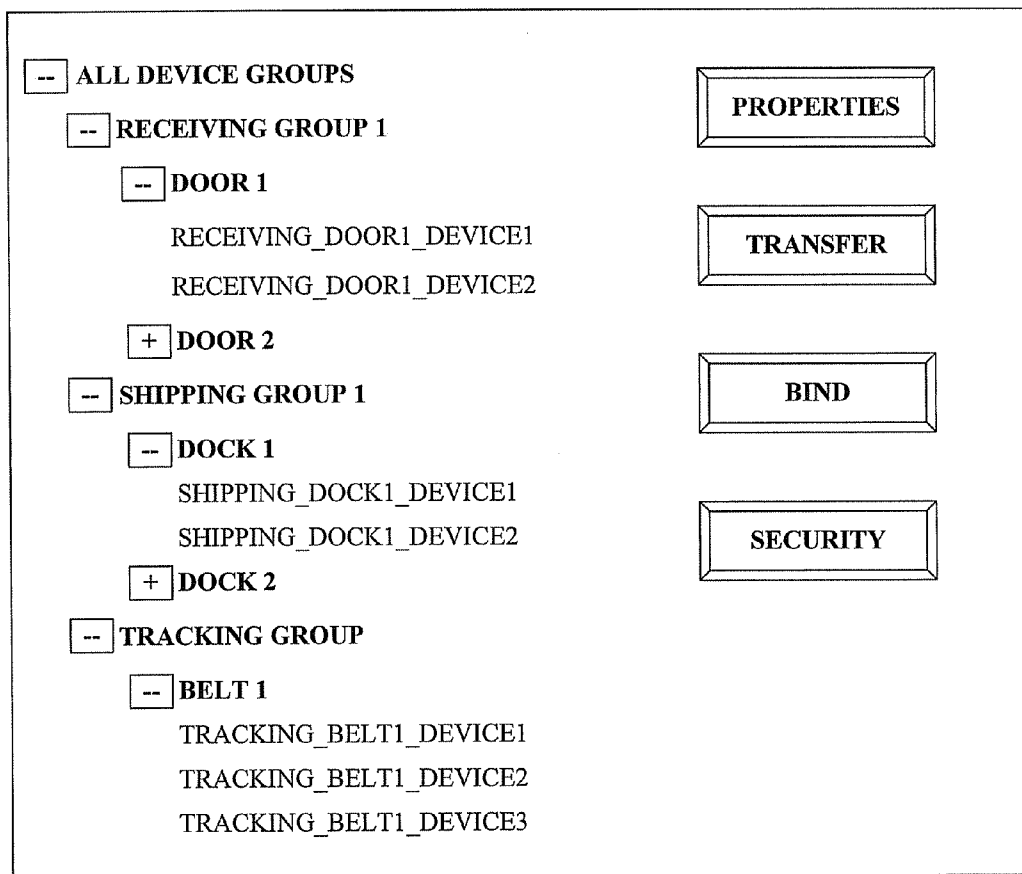 -- ALL DEVICE GROUPS
-- RECEIVING GROUP 1
-- DOOR 1
RECEIVING_DOOR1_DEVICE1
RECEIVING_DOOR1_DEVICE2
+ DOOR 2
-- SHIPPING GROUP 1
-- DOCK 1
SHIPPING_DOCK1_DEVICE1
SHIPPING_DOCK1_DEVICE2
+ DOCK 2
-- TRACKING GROUP
-- BELT 1
TRACKING_BELT1_DEVICE1
TRACKING_BELT1_DEVICE2
TRACKING_BELT1_DEVICE3
PROPERTIES
TRANSFER
BIND
SECURITY